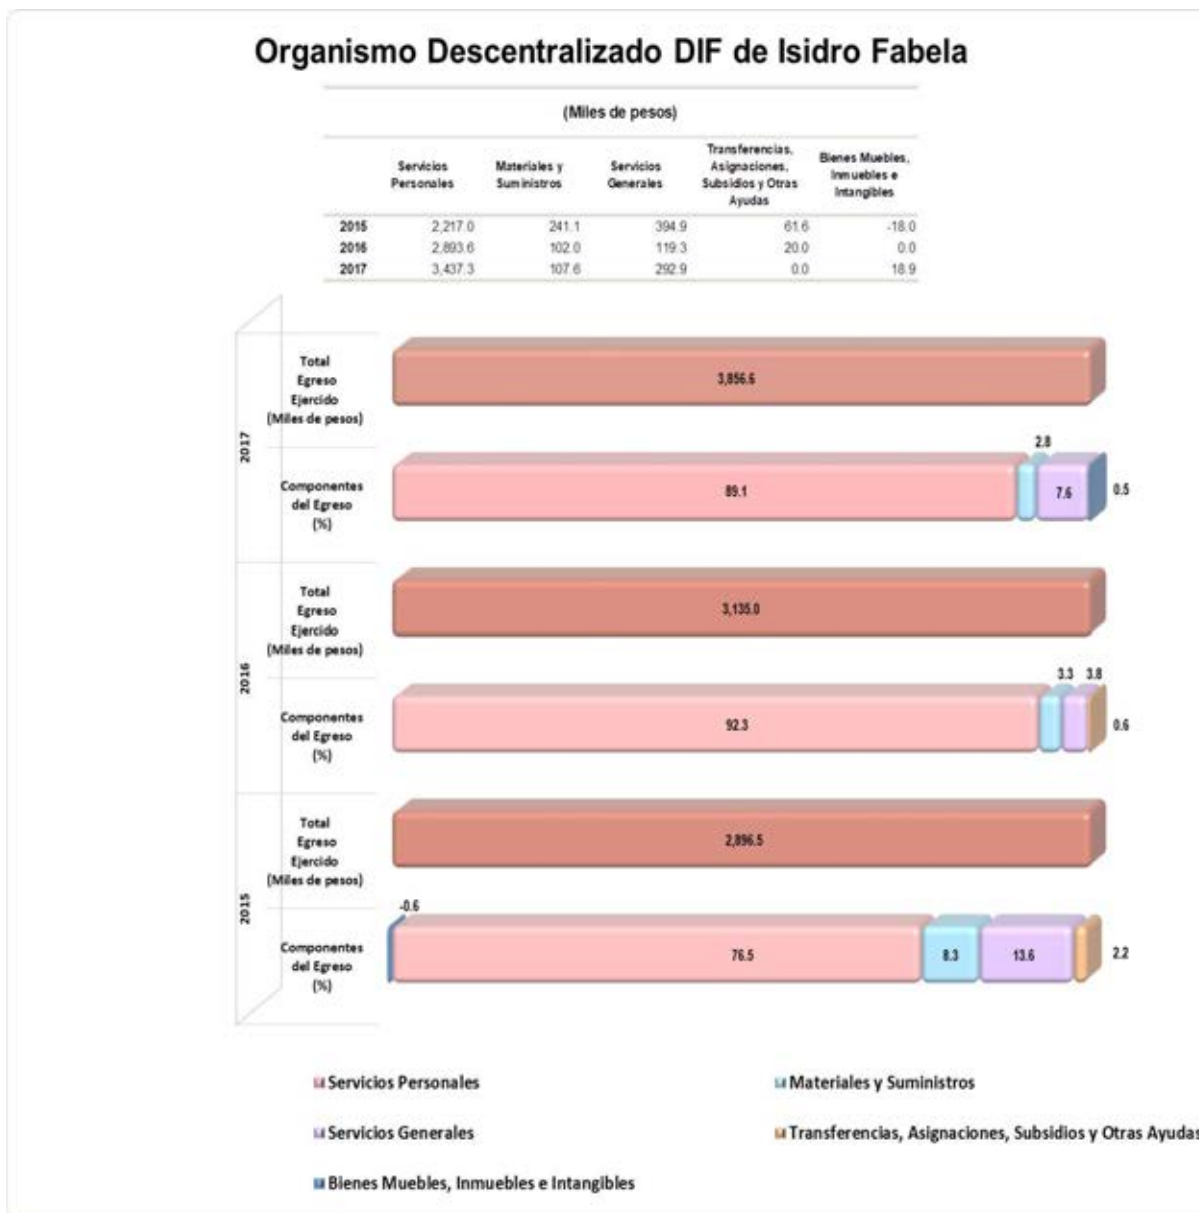 Organismo Descentralizado DIF de Isidro Fabela
(Miles de pesos)
Servicios Personales
Materiales y Suministros
Servicios Generales
Transferencias, Asignaciones, Subsidios y Otras Ayudas
Bienes Muebles, Inmuebles e Intangibles
2015 2,217.0 241.1 394.9 61.6 -18.0
2016 2,893.6 102.0 119.3 20.0 0.0
2017 3,437.3 107.6 292.9 0.0 18.9
2017
Total
Egreso
Ejercido
(Miles de pesos)
3,856.6
Componentes
del Egreso
(%)
89.1
2.8
7.6
0.5
2016
Total
Egreso
Ejercido
(Miles de pesos)
3,135.0
Componentes
del Egreso
(%)
92.3
3.3
3.8
0.6
2015
Total
Egreso
Ejercido
(Miles de pesos)
2,896.5
Componentes
del Egreso
(%)
-0.6
76.5
8.3
13.6
2.2
Servicios Personales
Materiales y Suministros
Servicios Generales
Transferencias, Asignaciones, Subsidios y Otras Ayudas
Bienes Muebles, Inmuebles e Intangibles